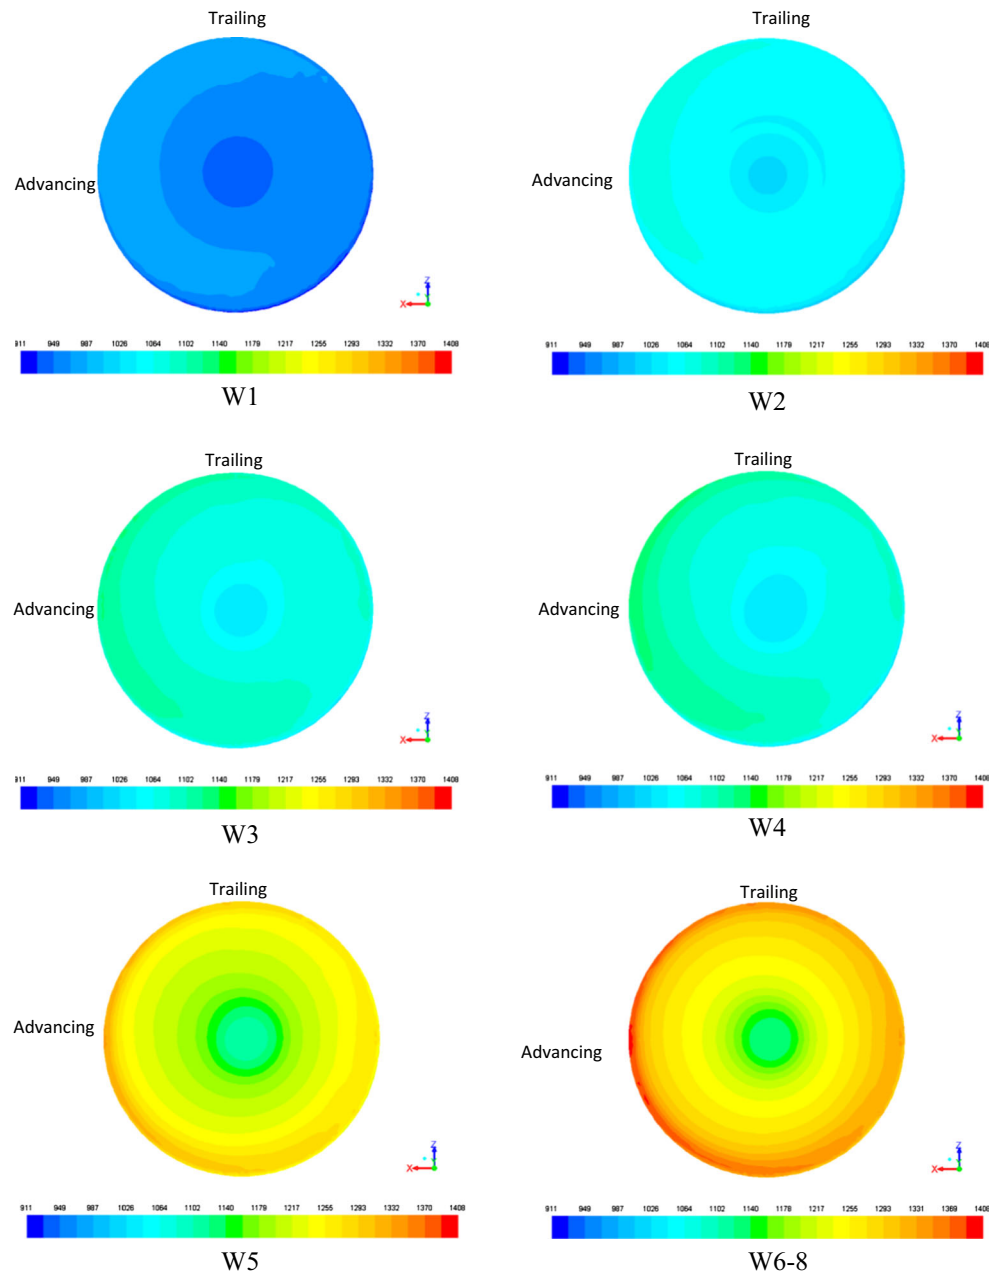 Trailing
Trailing
Advancing
Advancing
Z
X
911 949 987 1026 1064 1102 1140 1179 1217 1255 1293 1332 1370 1408
911 949 987 1026 1064 1102 1140 1179 1217 1255 1293 1332 1370 1408
W1
W2
Trailing
Trailing
Advancing
Advancing
Z
X
Z
X
911 949 987 1026 1064 1102 1140 1179 1217 1255 1293 1332 1370 1408
911 949 987 1026 1064 1102 1140 1179 1217 1255 1293 1332 1370 1408
W3
W4
Trailing
Trailing
Advancing
Advancing
Z
X
Z
X
911 949 987 1026 1064 1102 1140 1179 1217 1255 1293 1332 1370 1408
911 949 987 1026 1064 1102 1140 1179 1217 1255 1293 1332 1369 1408
W5
W6-8